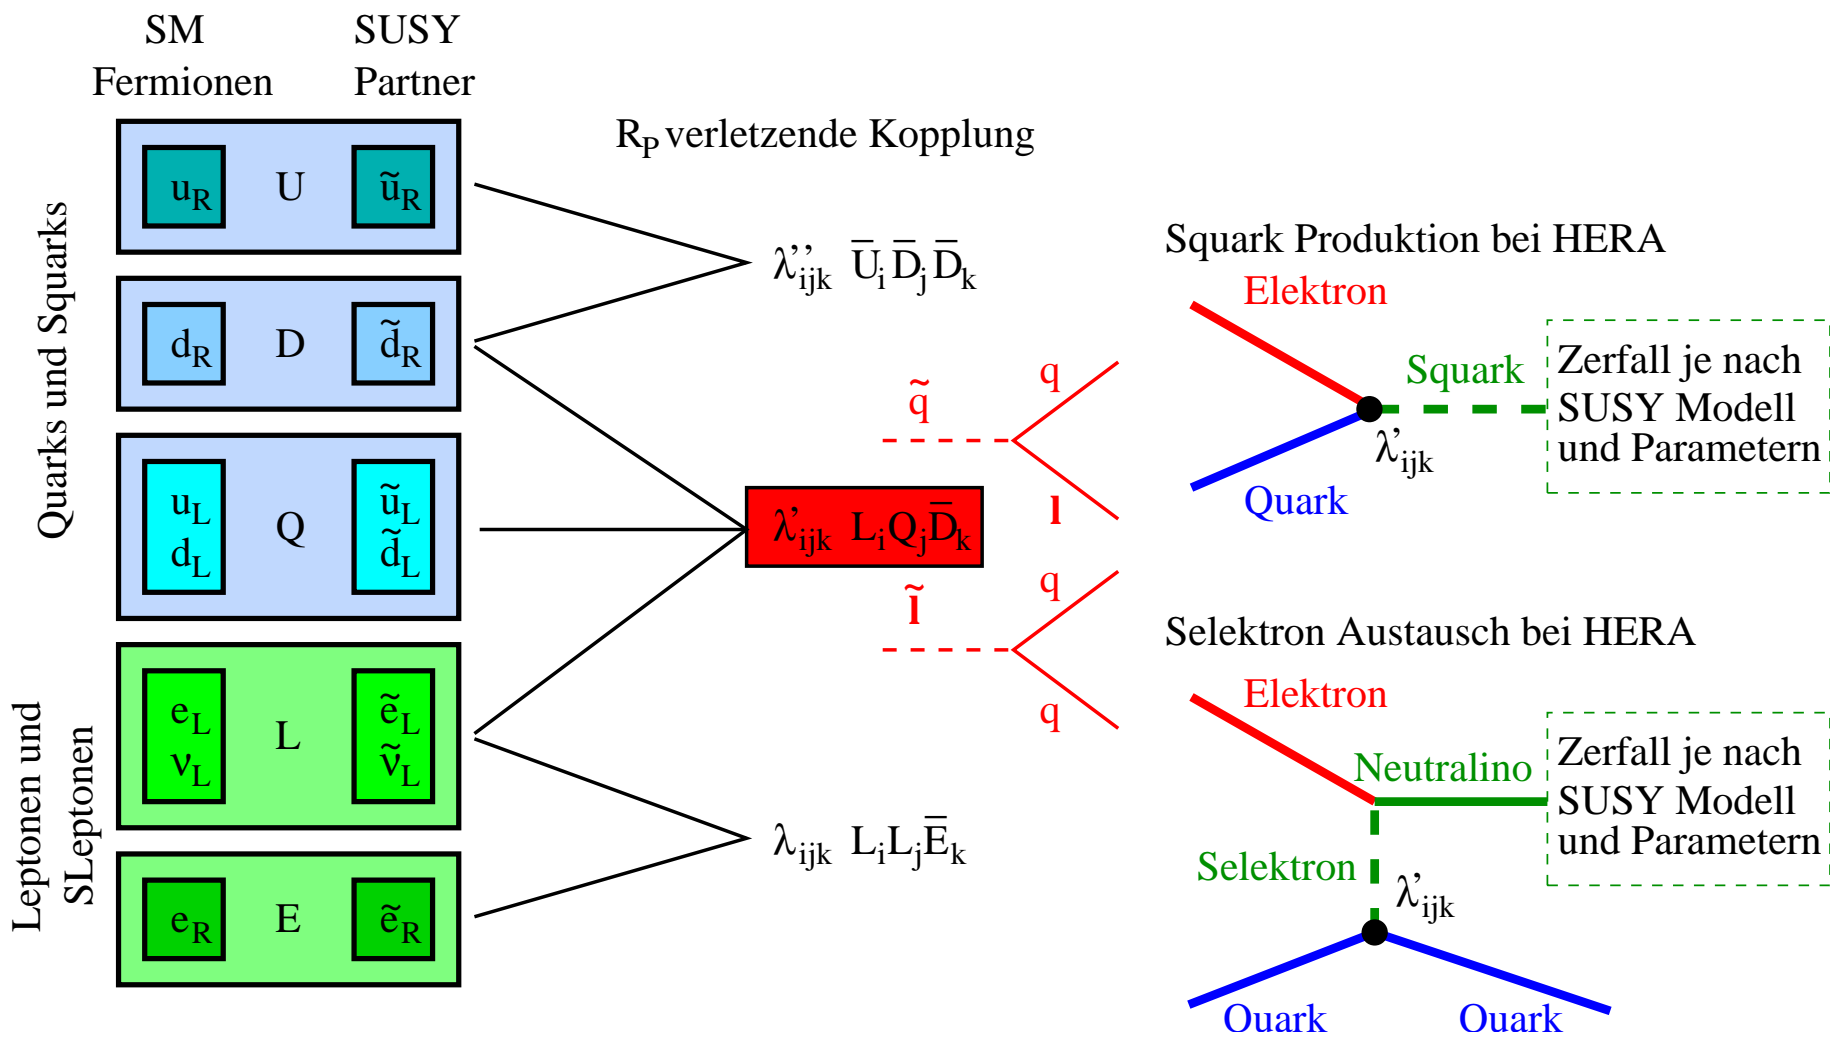 SM
Fermionen
SUSY
Partner
Quarks und Squarks
Leptonen und
SLeptonen
u_R U ũ_R
d_R D d̃_R
u_L
d_L
Q
ũ_L
d̃_L
e_L
ν_L
L
ẽ_L
ν̃_L
e_R E ẽ_R
R_P verletzende Kopplung
λ''_ijk U̅_i D̅_j D̅_k
λ'_ijk L_i Q_j D̅_k
λ_ijk L_i L_j E̅_k
q̃
q
l
l̃
q
q
Squark Produktion bei HERA
Elektron
Squark
Quark
λ'_ijk
Zerfall je nach
SUSY Modell
und Parametern
Selektron Austausch bei HERA
Elektron
Neutralino
Selektron
λ'_ijk
Quark
Quark
Zerfall je nach
SUSY Modell
und Parametern